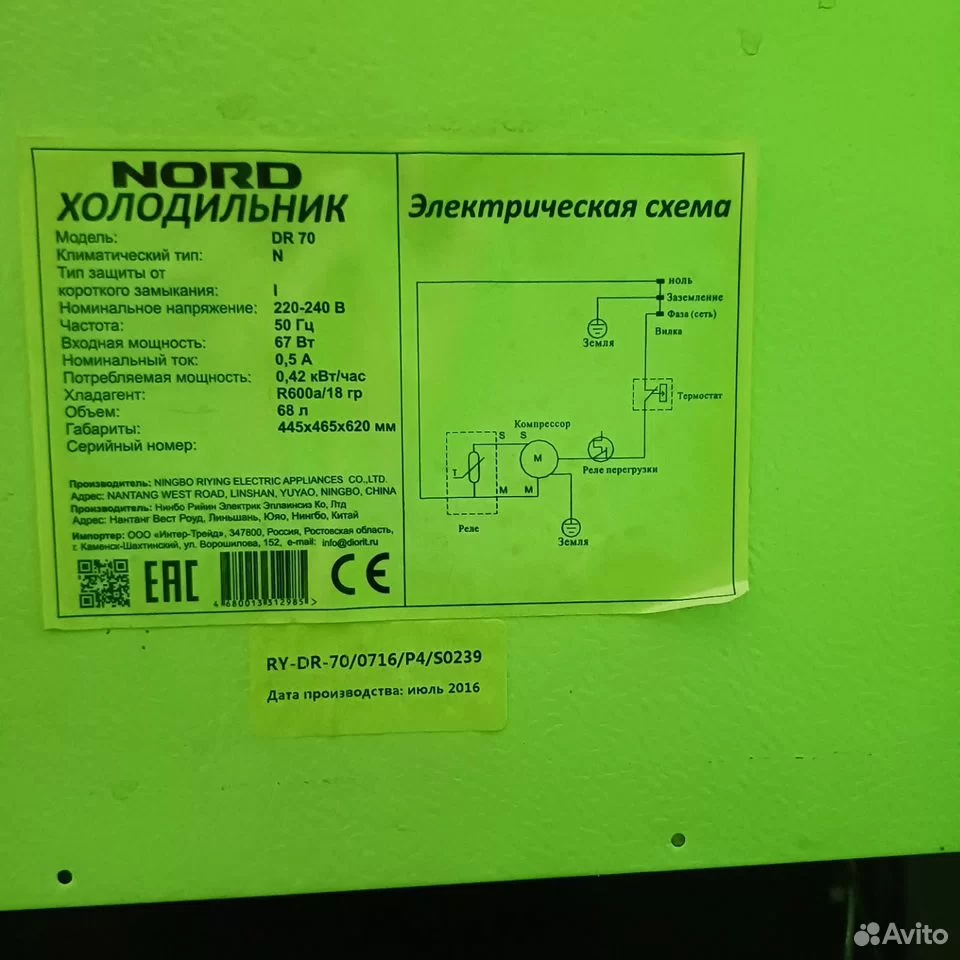 NORD
ХОЛОДИЛЬНИК
Модель: DR 70
Климатический тип: N
Тип защиты от
короткого замыкания: I
Номинальное напряжение: 220-240 В
Частота: 50 Гц
Входная мощность: 67 Вт
Номинальный ток: 0,5 А
Потребляемая мощность: 0,42 кВт/час
Хладагент: R600a/18 гр
Объем: 68 л
Габариты: 445х465х620 мм
Серийный номер:
Производитель: NINGBO RIYING ELECTRIC APPLIANCES CO.,LTD.
Адрес: NANTANG WEST ROAD, LINSHAN, YUYAO, NINGBO, CHINA
Производитель: Нинбо Рийин Электрик Эплаинсиз Ко, Лтд
Адрес: Нантанг Вест Роуд, Линьшань, Юяо, Нингбо, Китай
Импортер: ООО «Интер-Трейд», 347800, Россия, Ростовская область,
г. Каменск-Шахтинский, ул. Ворошилова, 152, e-mail: info@diorit.ru
EAC
4 680013 312985 >
CE
Электрическая схема
ноль
Заземление
Фаза (сеть)
Вилка
Земля
Термостат
Компрессор
S S
M
T
Реле перегрузки
M M
Реле
Земля
RY-DR-70/0716/P4/S0239
Дата производства: июль 2016
Avito